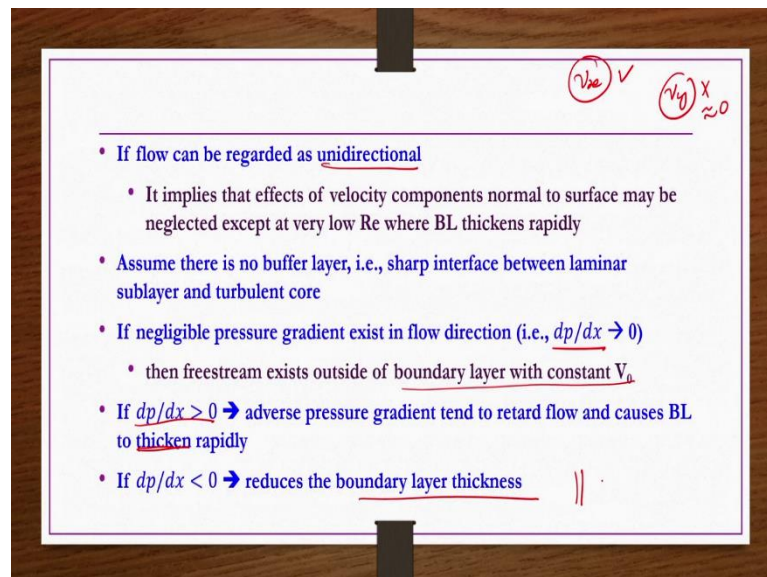 Vx ✓
Vy x
≈0
• If flow can be regarded as unidirectional
• It implies that effects of velocity components normal to surface may be
neglected except at very low Re where BL thickens rapidly
• Assume there is no buffer layer, i.e., sharp interface between laminar
sublayer and turbulent core
• If negligible pressure gradient exist in flow direction (i.e., dp/dx → 0)
• then freestream exists outside of boundary layer with constant V₀
• If dp/dx > 0 ➔ adverse pressure gradient tend to retard flow and causes BL
to thicken rapidly
• If dp/dx < 0 ➔ reduces the boundary layer thickness